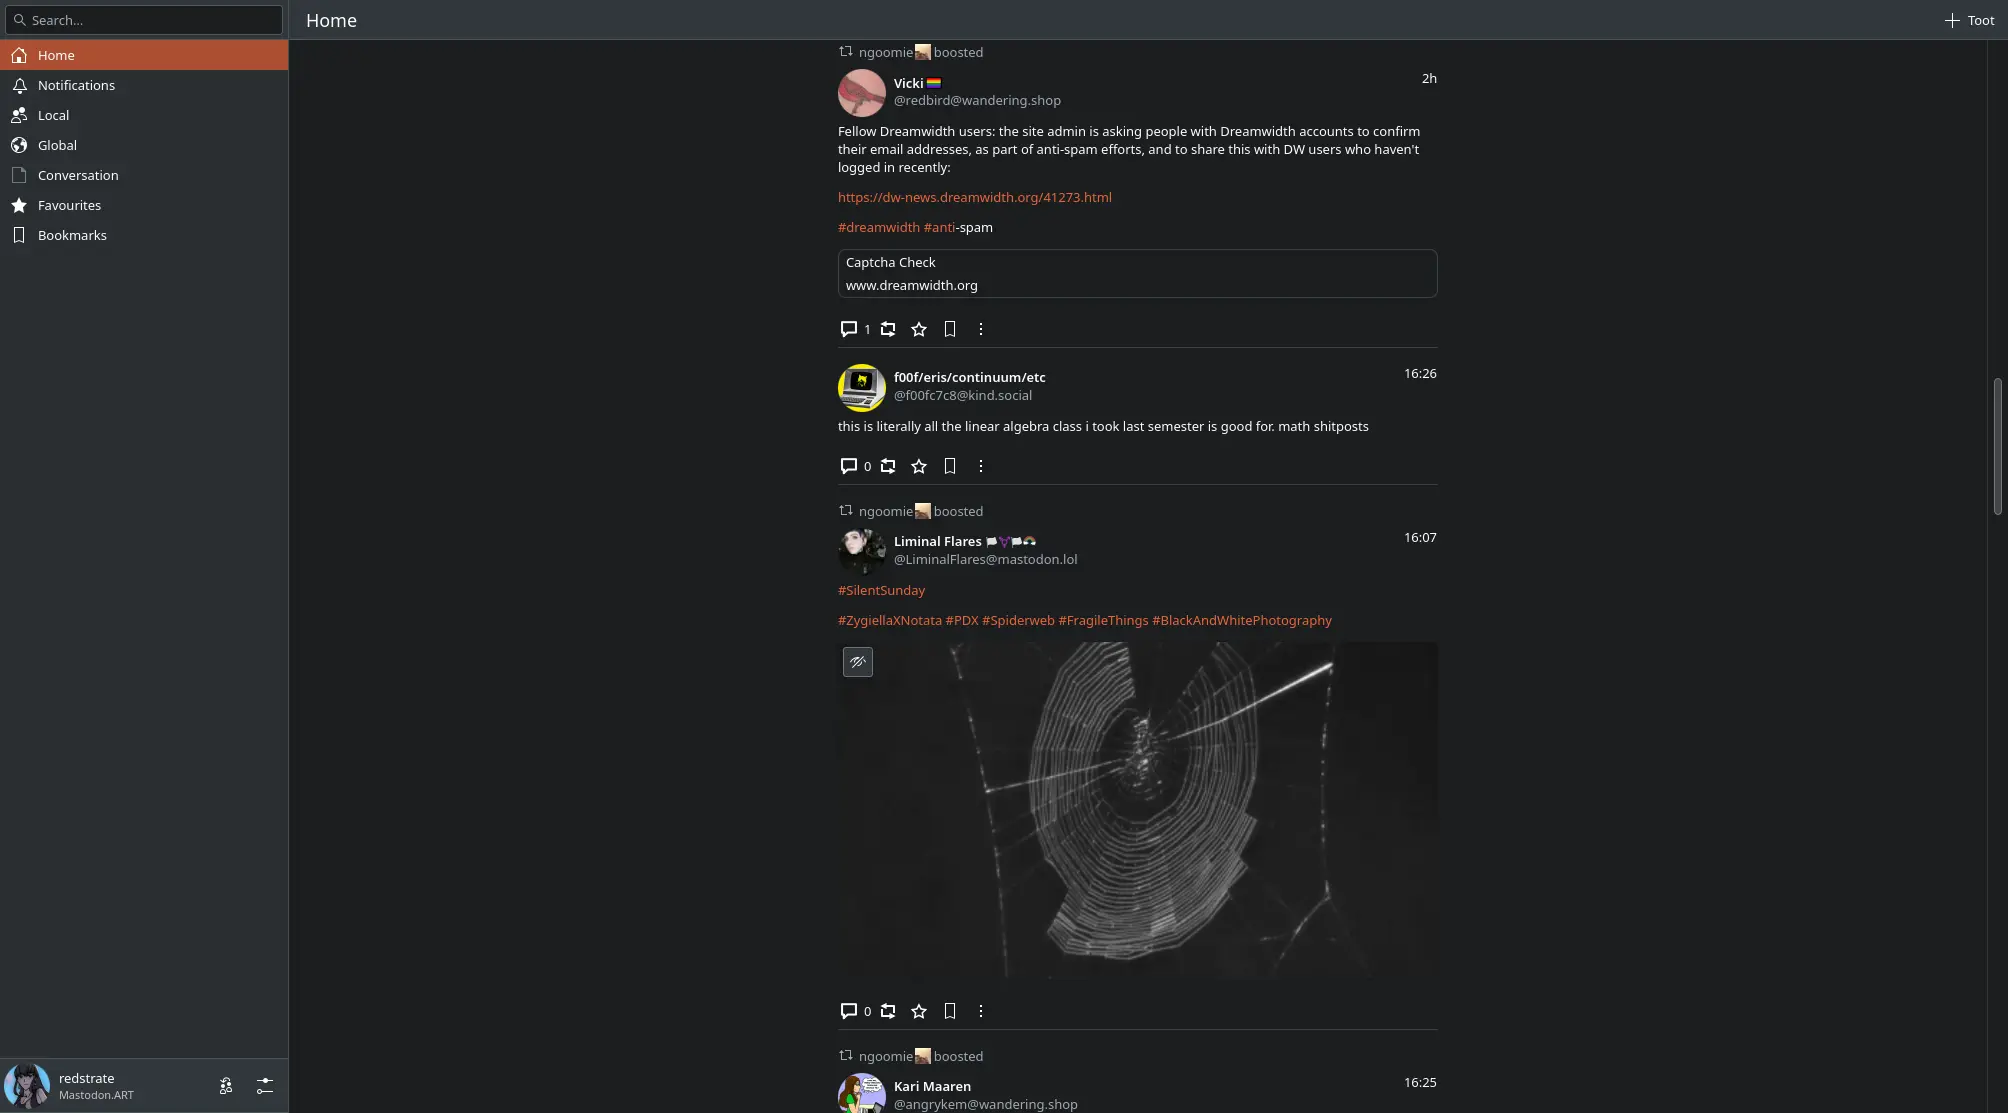 Search...
Home
Toot
Home
Notifications
Local
Global
Conversation
Favourites
Bookmarks
ngoomie boosted
Vicki
2h
@redbird@wandering.shop
Fellow Dreamwidth users: the site admin is asking people with Dreamwidth accounts to confirm
their email addresses, as part of anti-spam efforts, and to share this with DW users who haven't
logged in recently:
https://dw-news.dreamwidth.org/41273.html
#dreamwidth #anti-spam
Captcha Check
www.dreamwidth.org
1
f00f/eris/continuum/etc
16:26
@f00fc7c8@kind.social
this is literally all the linear algebra class i took last semester is good for. math shitposts
0
ngoomie boosted
Liminal Flares
16:07
@LiminalFlares@mastodon.lol
#SilentSunday
#ZygiellaXNotata #PDX #Spiderweb #FragileThings #BlackAndWhitePhotography
0
ngoomie boosted
Kari Maaren
16:25
@angrykem@wandering.shop
redstrate
Mastodon.ART